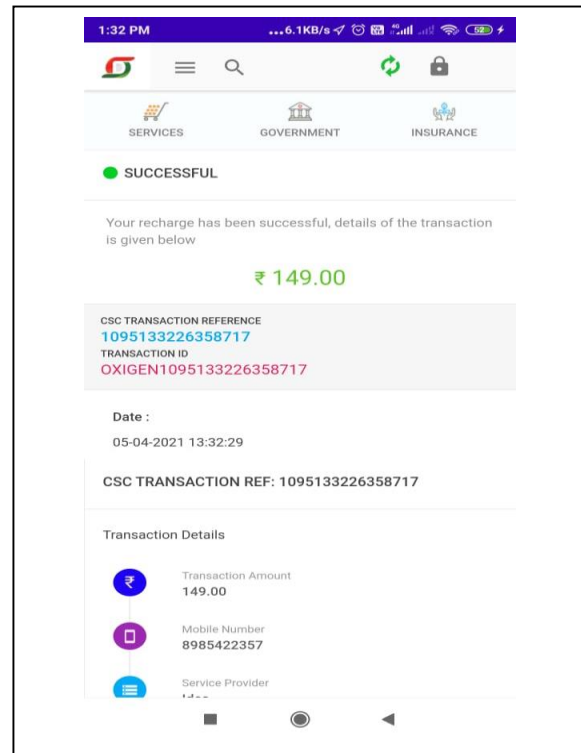 1:32 PM ...6.1KB/s 4G 52
SERVICES GOVERNMENT INSURANCE
SUCCESSFUL
Your recharge has been successful, details of the transaction
is given below
₹ 149.00
CSC TRANSACTION REFERENCE
1095133226358717
TRANSACTION ID
OXIGEN1095133226358717
Date :
05-04-2021 13:32:29
CSC TRANSACTION REF: 1095133226358717
Transaction Details
₹
Transaction Amount
149.00
Mobile Number
8985422357
Service Provider